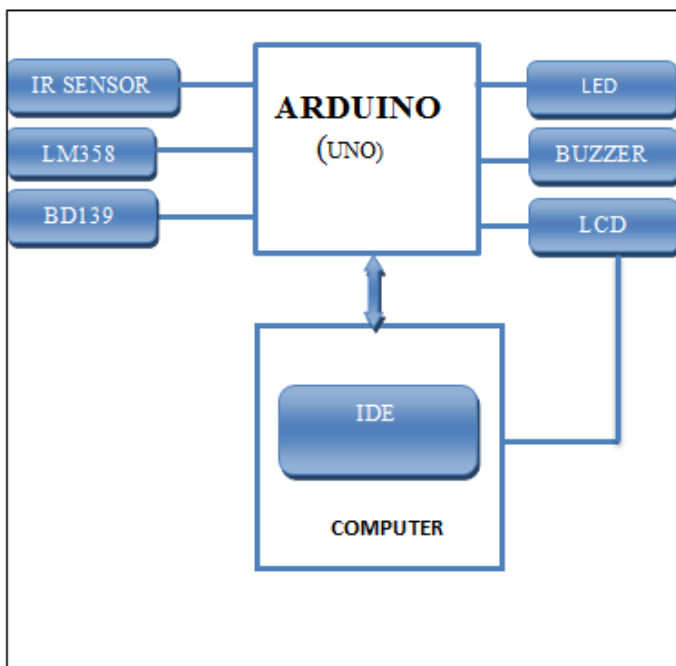 IR SENSOR
LM358
BD139
ARDUINO
(UNO)
LED
BUZZER
LCD
IDE
COMPUTER